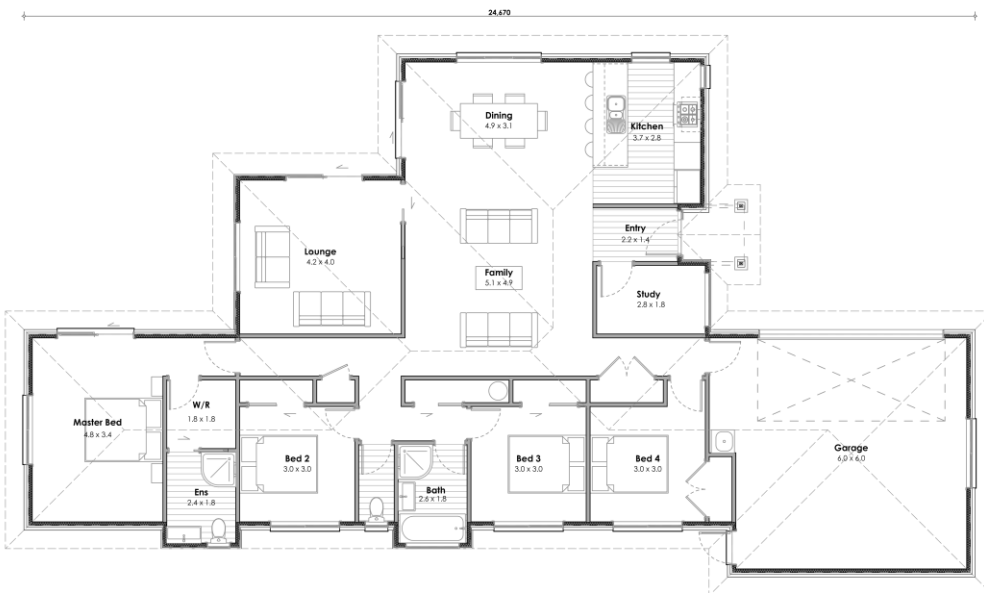 24,670
Dining
4.9 x 3.1
Kitchen
3.7 x 2.8
Entry
2.2 x 1.4
Lounge
4.2 x 4.0
Family
5.1 x 4.9
Study
2.8 x 1.8
W/R
1.8 x 1.8
Master Bed
4.8 x 3.4
Garage
6.0 x 6.0
Bed 2
3.0 x 3.0
Bed 3
3.0 x 3.0
Bed 4
3.0 x 3.0
Ens
2.4 x 1.8
Bath
2.6 x 1.8